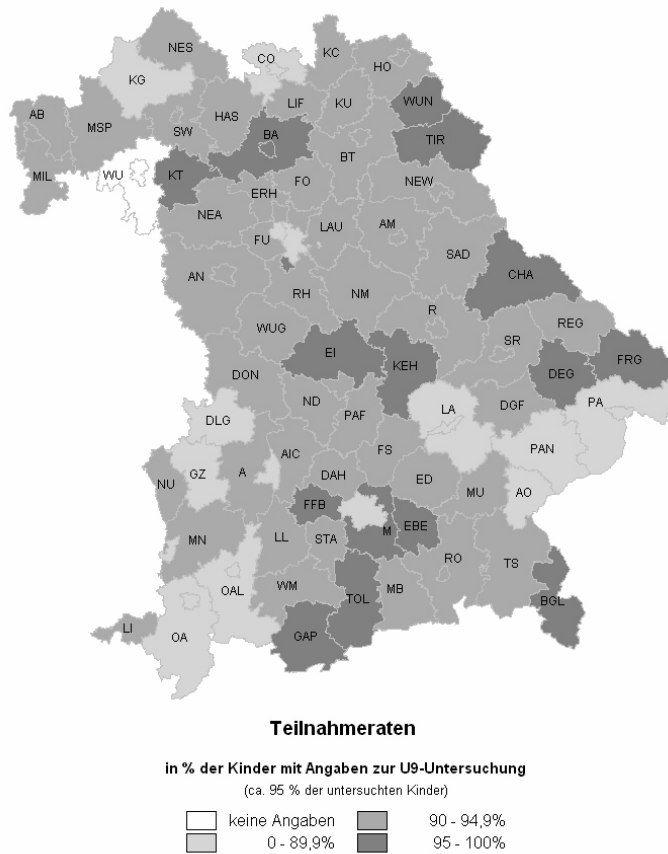 NES
CO
KC
HO
KG
WUN
AB
MSP
HAS
LIF
KU
SW
BA
TIR
MIL
WU
KT
BT
FO
NEW
ERH
NEA
LAU
AM
FU
SAD
AN
CHA
RH
NM
R
WUG
REG
SR
EI
KEH
FRG
DEG
DON
PA
ND
LA
DGF
PAF
DLG
PAN
AIC
FS
GZ
A
DAH
ED
NU
MU
AO
FFB
M
EBE
MN
LL
STA
RO
TS
OAL
WM
TOL
MB
BGL
LI
OA
GAP
Teilnahmeraten
in % der Kinder mit Angaben zur U9-Untersuchung
(ca. 95 % der untersuchten Kinder)
keine Angaben 90 - 94,9%
0 - 89,9% 95 - 100%